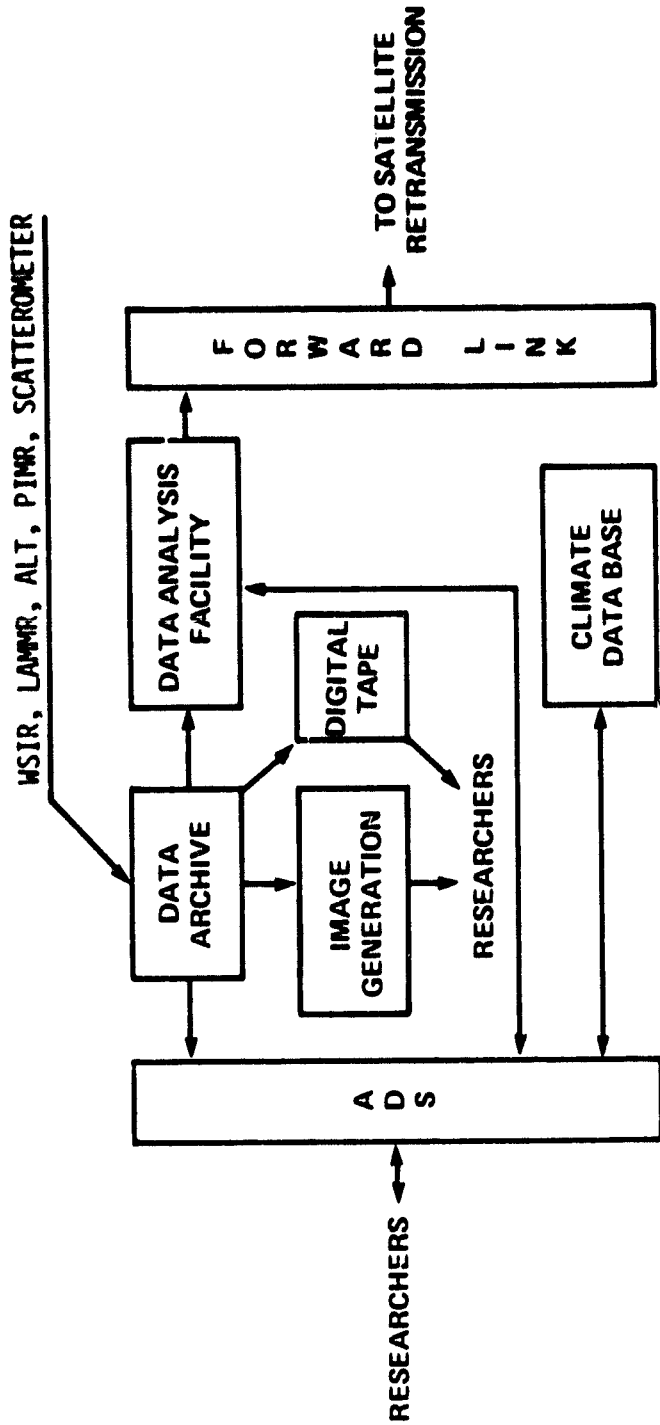 WSIR, LAMMR, ALT, PIMR, SCATTEROMETER
DATA
ARCHIVE
DATA ANALYSIS
FACILITY
FORWARD LINK
TO SATELLITE
RETRANSMISSION
IMAGE
GENERATION
DIGITAL
TAPE
RESEARCHERS
ADS
RESEARCHERS
CLIMATE
DATA BASE